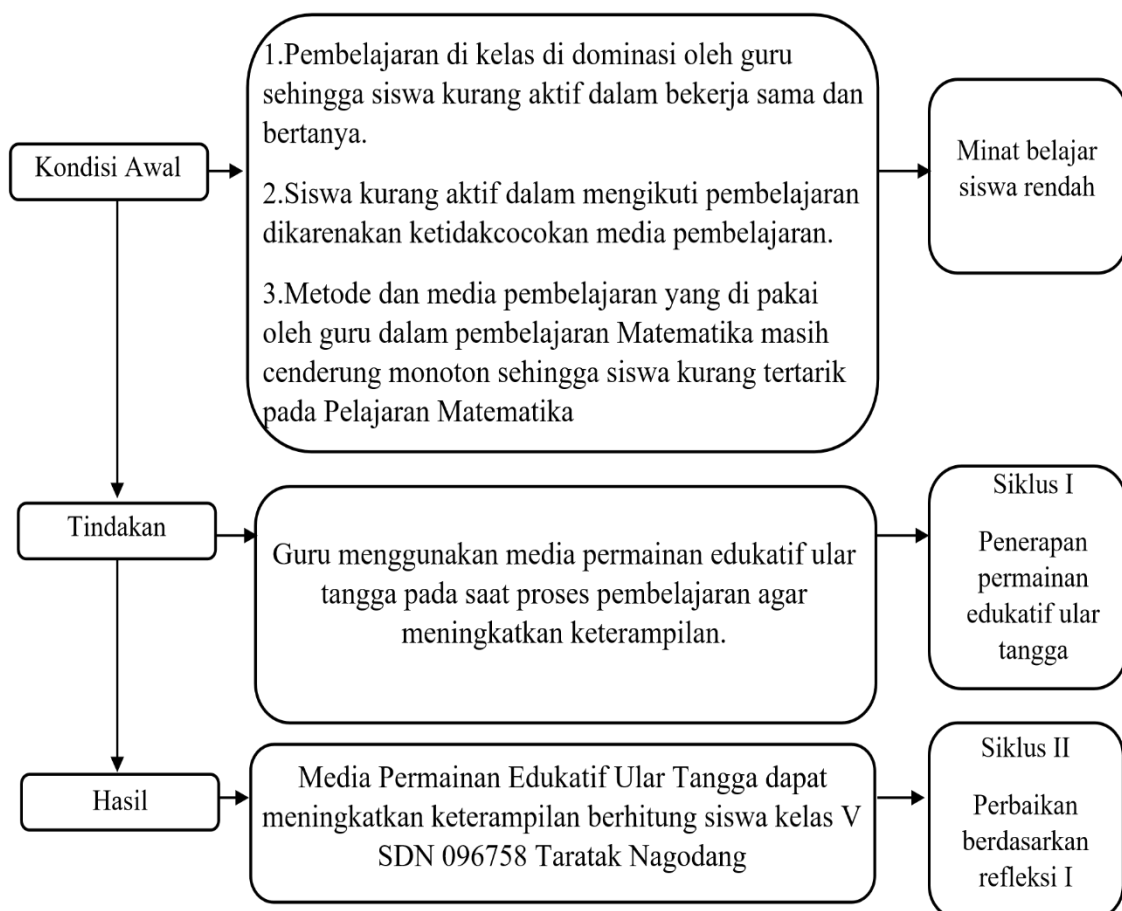 Kondisi Awal
1.Pembelajaran di kelas di dominasi oleh guru
sehingga siswa kurang aktif dalam bekerja sama dan
bertanya.
2.Siswa kurang aktif dalam mengikuti pembelajaran
dikarenakan ketidakcocokan media pembelajaran.
3.Metode dan media pembelajaran yang di pakai
oleh guru dalam pembelajaran Matematika masih
cenderung monoton sehingga siswa kurang tertarik
pada Pelajaran Matematika
Minat belajar
siswa rendah
Tindakan
Guru menggunakan media permainan edukatif ular
tangga pada saat proses pembelajaran agar
meningkatkan keterampilan.
Siklus I
Penerapan
permainan
edukatif ular
tangga
Hasil
Media Permainan Edukatif Ular Tangga dapat
meningkatkan keterampilan berhitung siswa kelas V
SDN 096758 Taratak Nagodang
Siklus II
Perbaikan
berdasarkan
refleksi I